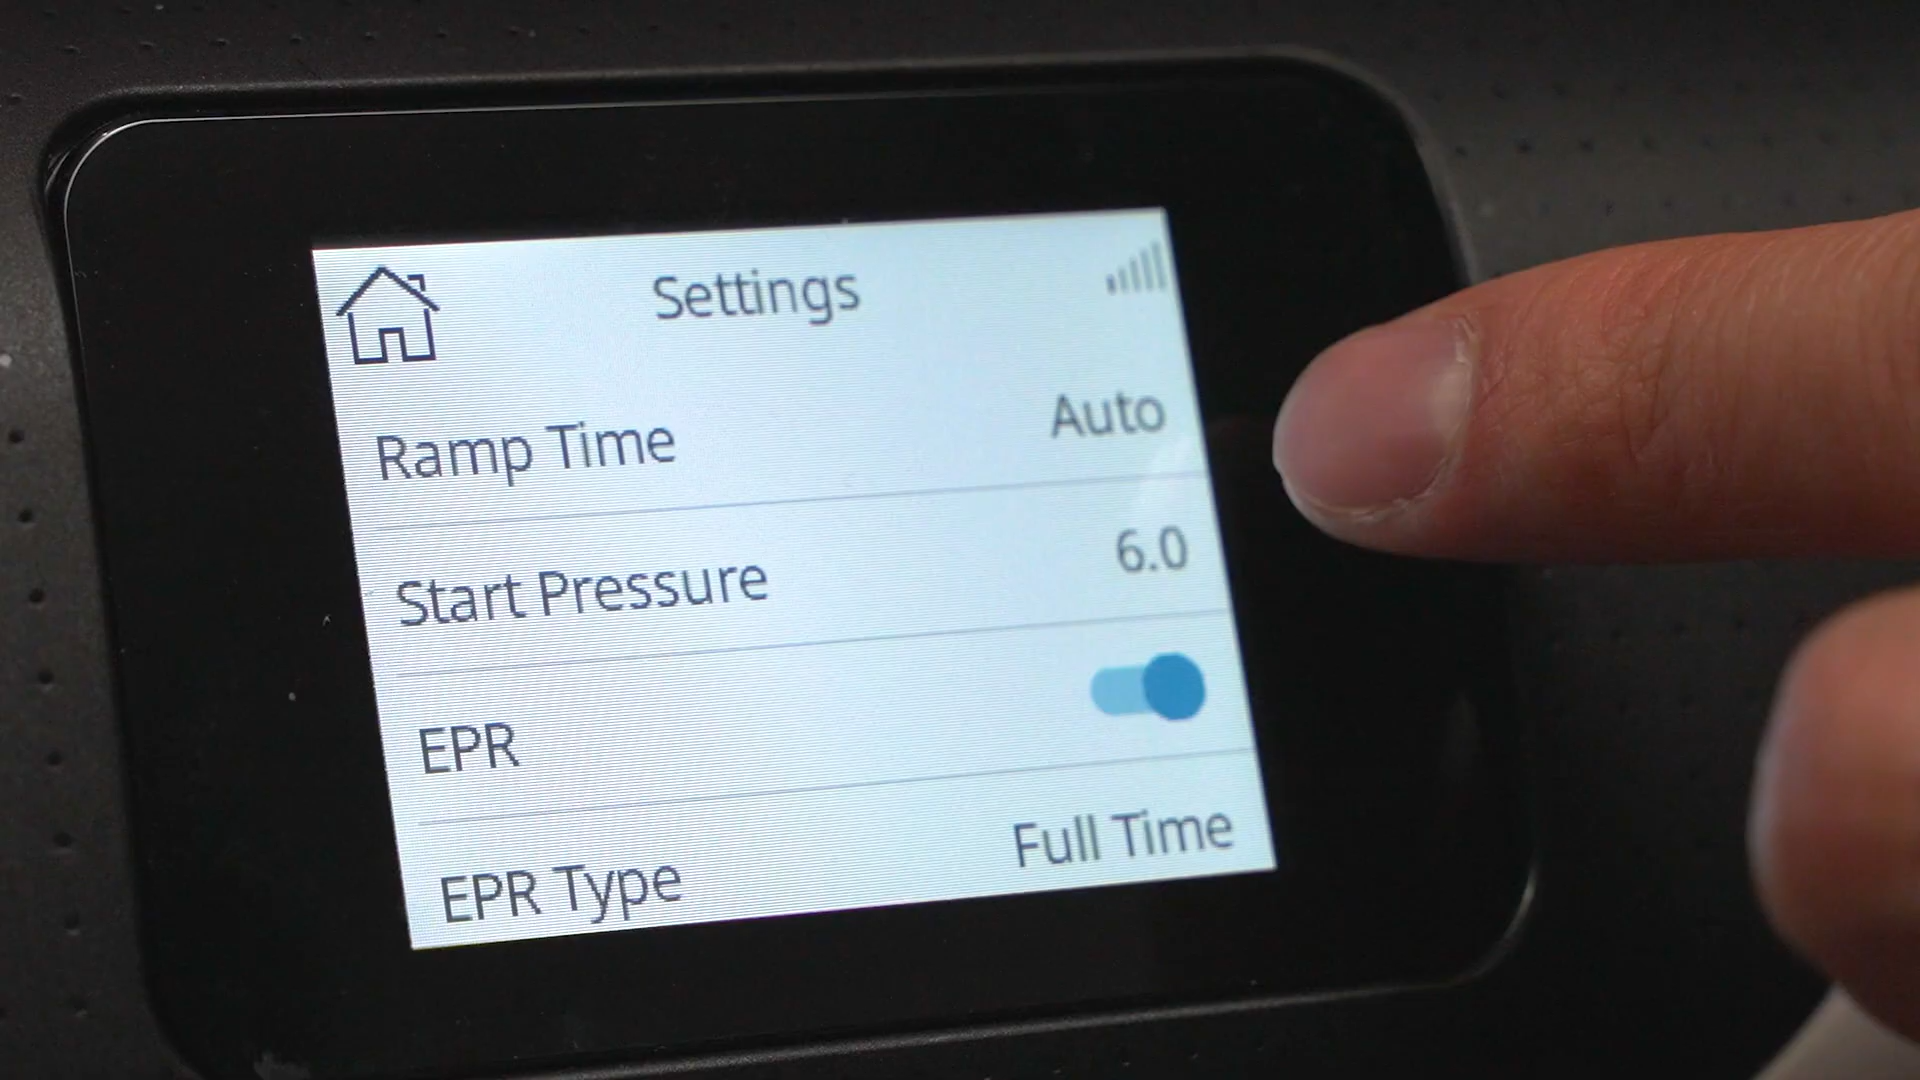 Settings
Ramp Time Auto
Start Pressure 6.0
EPR
EPR Type Full Time